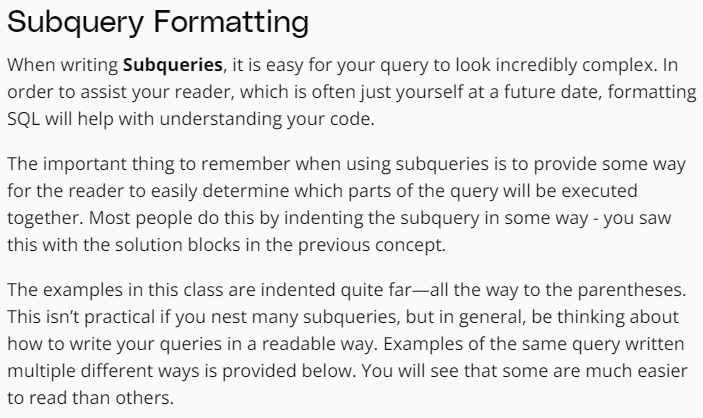 Subquery Formatting
When writing Subqueries, it is easy for your query to look incredibly complex. In
order to assist your reader, which is often just yourself at a future date, formatting
SQL will help with understanding your code.
The important thing to remember when using subqueries is to provide some way
for the reader to easily determine which parts of the query will be executed
together. Most people do this by indenting the subquery in some way - you saw
this with the solution blocks in the previous concept.
The examples in this class are indented quite far—all the way to the parentheses.
This isn’t practical if you nest many subqueries, but in general, be thinking about
how to write your queries in a readable way. Examples of the same query written
multiple different ways is provided below. You will see that some are much easier
to read than others.